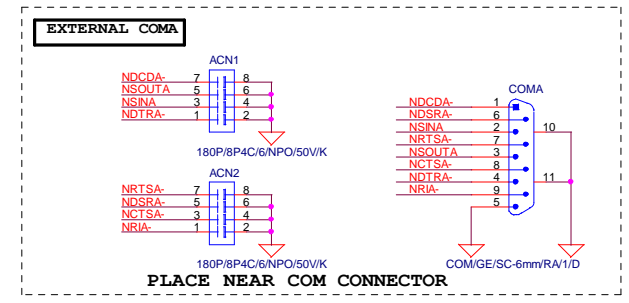 EXTERNAL COMA
ACN1
NDCDA- 7 8
NSOUTA 5 6
NSINA 3 4
NDTRA- 1 2
180P/8P4C/6/NPO/50V/K
ACN2
NRTSA- 7 8
NDSRA- 5 6
NCTSA- 3 4
NRIA- 1 2
180P/8P4C/6/NPO/50V/K
COMA
NDCDA- 1
NDSRA- 6
NSINA 2
NRTSA- 7
NSOUTA 3
NCTSA- 8
NDTRA- 4
NRIA- 9
5
10
11
COM/GE/SC-6mm/RA/1/D
PLACE NEAR COM CONNECTOR